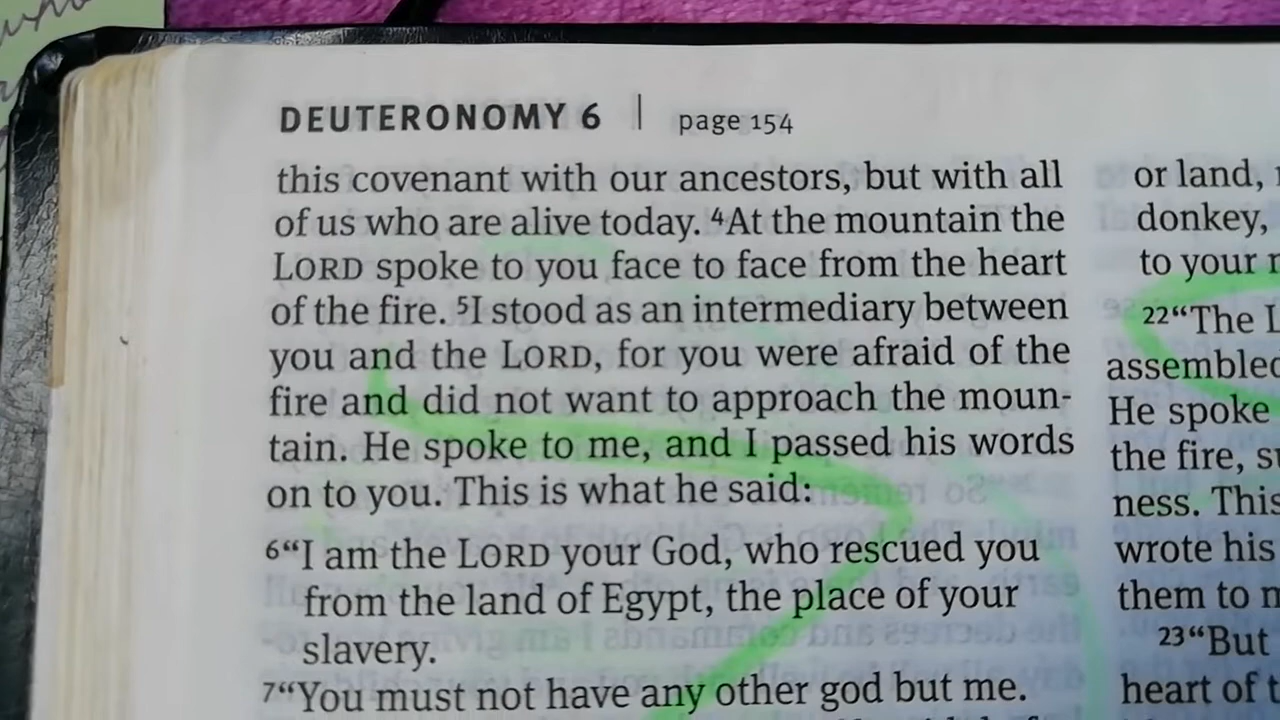 DEUTERONOMY 6 | page 154
this covenant with our ancestors, but with all
of us who are alive today. ⁴At the mountain the
LORD spoke to you face to face from the heart
of the fire. ⁵I stood as an intermediary between
you and the LORD, for you were afraid of the
fire and did not want to approach the moun-
tain. He spoke to me, and I passed his words
on to you. This is what he said:
⁶“I am the LORD your God, who rescued you
from the land of Egypt, the place of your
slavery.
⁷“You must not have any other god but me.
or land,
donkey,
to your
²²“The
assembled
He spoke
the fire,
ness. This
wrote his
them to
²³“But
heart of